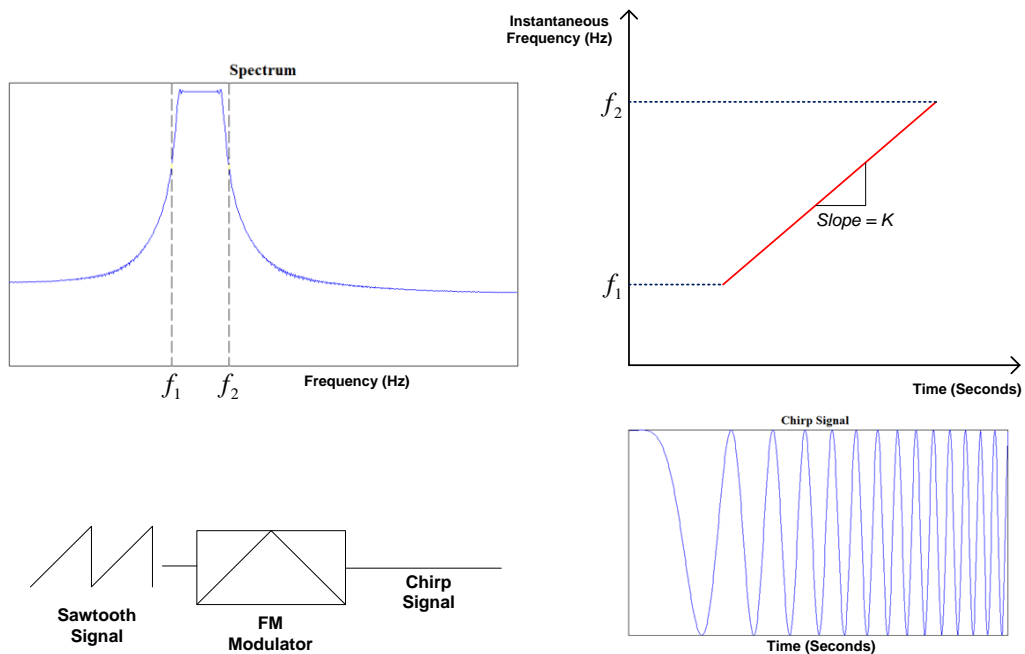 Spectrum
f1
f2
Frequency (Hz)
Instantaneous
Frequency (Hz)
f2
Slope = K
f1
Time (Seconds)
Sawtooth
Signal
FM
Modulator
Chirp
Signal
Chirp Signal
Time (Seconds)